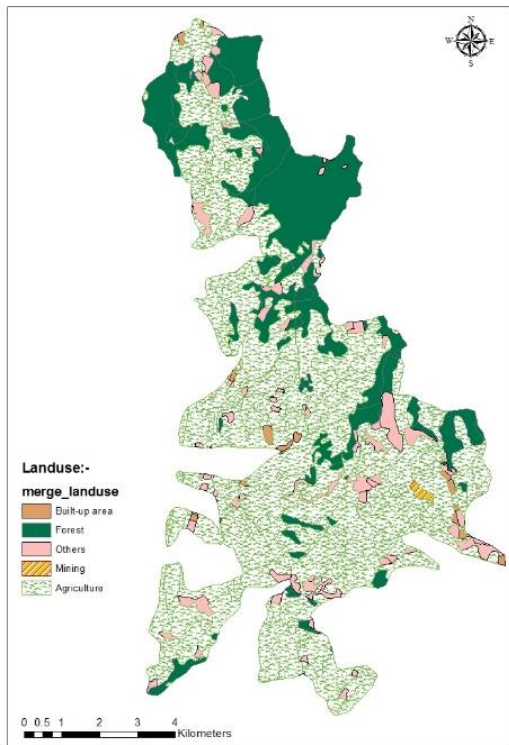 N
W E
S
Landuse:-
merge_landuse
Built-up area
Forest
Others
Mining
Agriculture
0 0.5 1 2 3 4
Kilometers